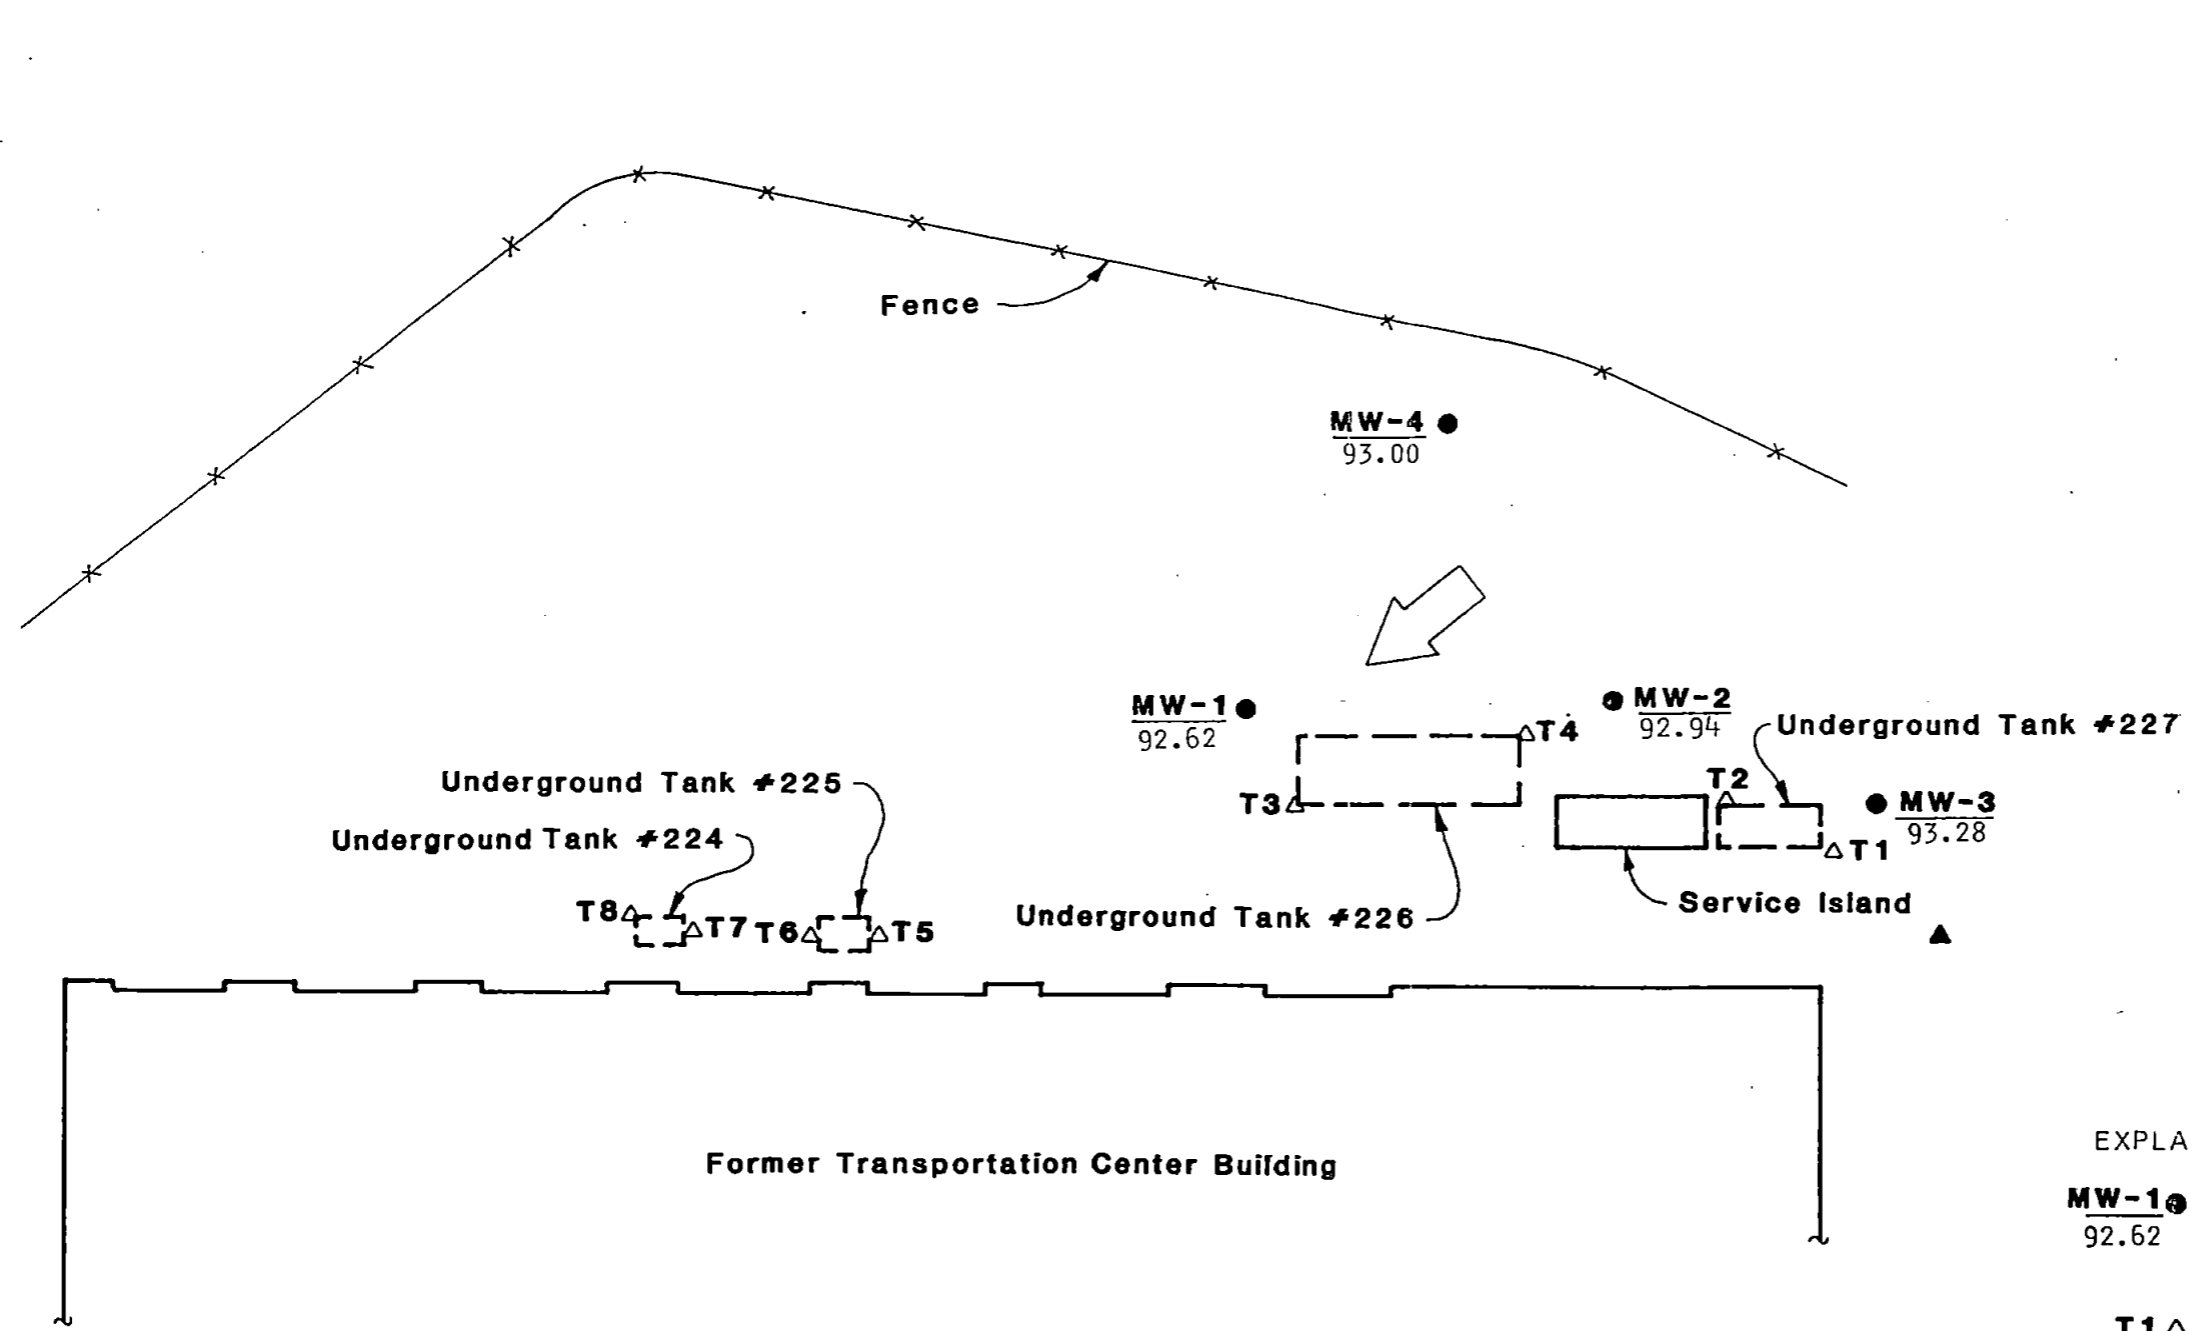 Fence
MW-4
93.00
MW-1
92.62
MW-2
92.94
Underground Tank #227
T4
T2
T3
MW-3
93.28
T1
Underground Tank #225
Underground Tank #224
Service Island
Underground Tank #226
T8
T7
T6
T5
Former Transportation Center Building
EXPLA
MW-1
92.62
T1